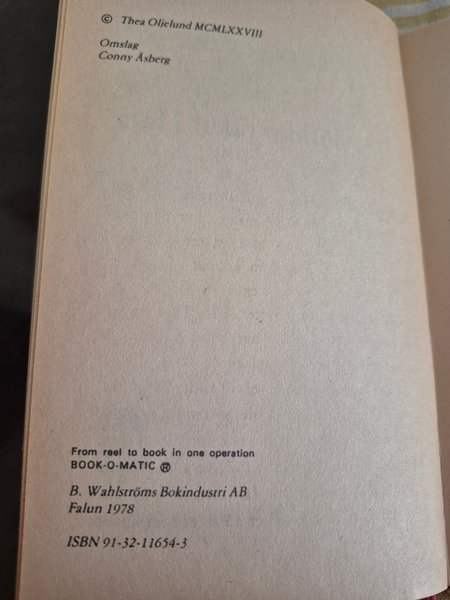 © Thea Oljelund MCMLXXVIII
Omslag
Conny Åsberg
From reel to book in one operation
BOOK-O-MATIC ®
B. Wahlströms Bokindustri AB
Falun 1978
ISBN 91-32-11654-3